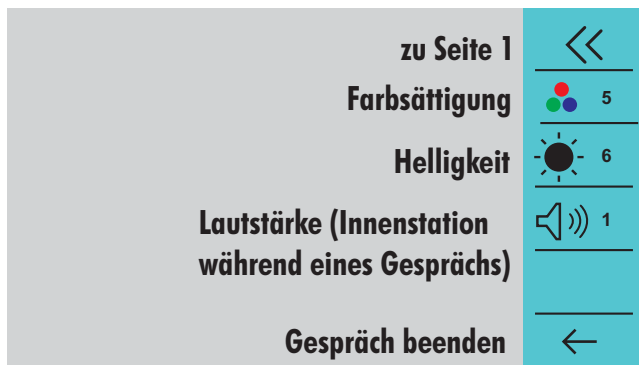 zu Seite 1
Farbsättigung 5
Helligkeit 6
Lautstärke (Innenstation 1
während eines Gesprächs)
Gespräch beenden